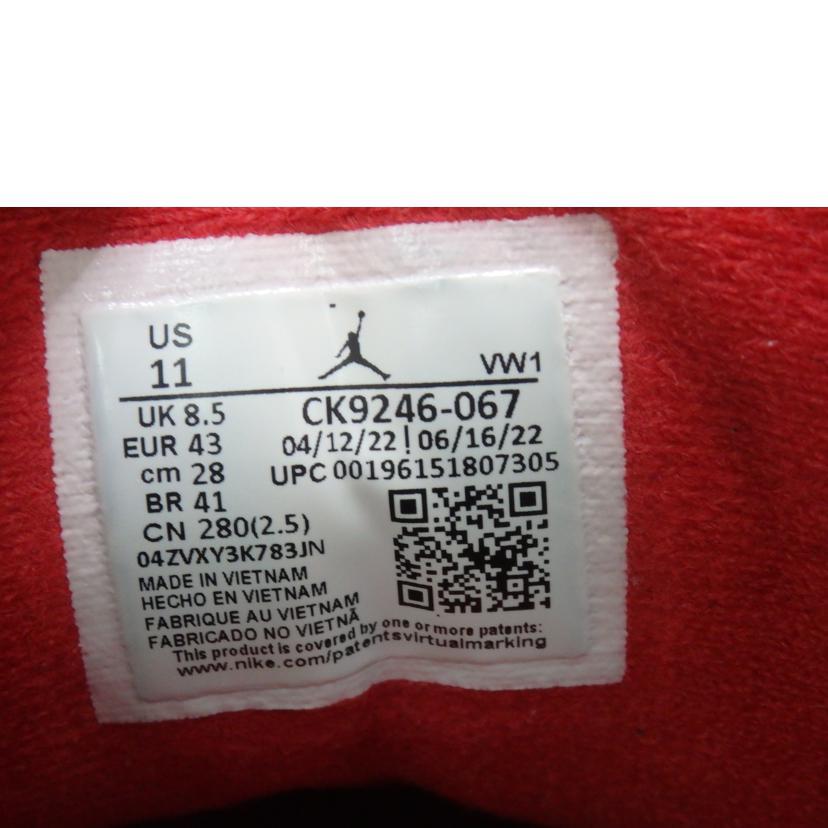 US
11
VW1
UK 8.5
CK9246-067
EUR 43
04/12/22 ! 06/16/22
cm 28
UPC 00196151807305
BR 41
CN 280(2.5)
04ZVXY3K783JN
MADE IN VIETNAM
HECHO EN VIETNAM
FABRIQUE AU VIETNAM
FABRICADO NO VIETNÃ
This product is covered by one or more patents:
www.nike.com/patentsvirtualmarking